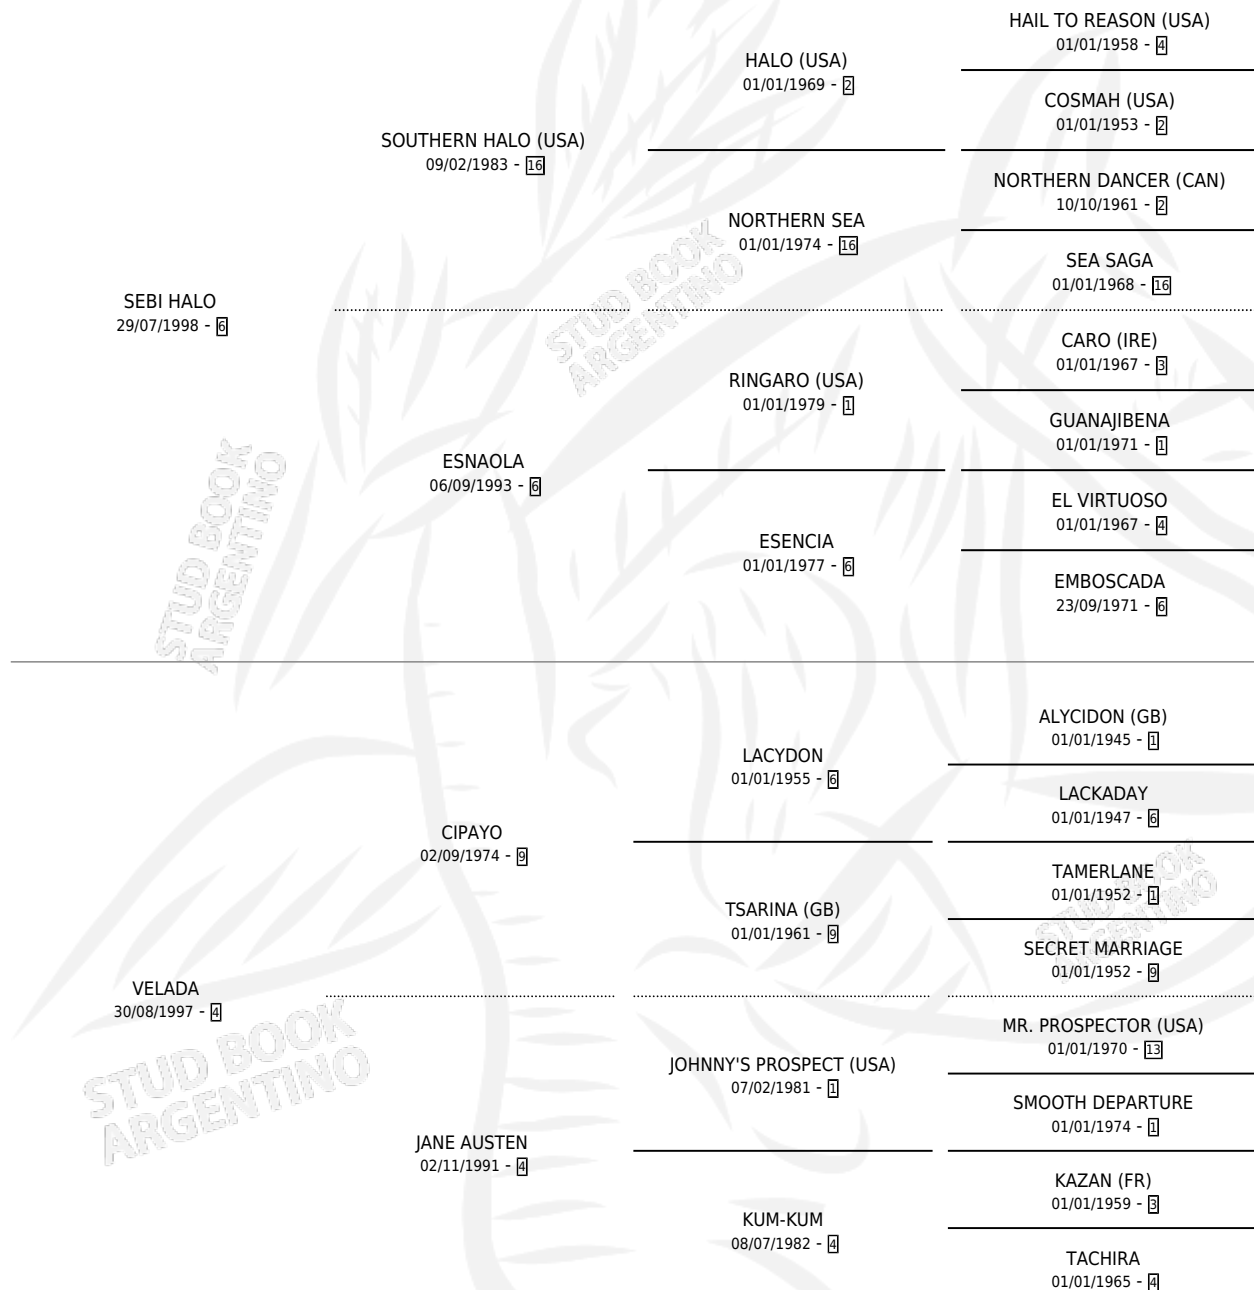 HAIL TO REASON (USA)
01/01/1958 - 4
HALO (USA)
01/01/1969 - 2
COSMAH (USA)
01/01/1953 - 2
SOUTHERN HALO (USA)
09/02/1983 - 16
NORTHERN DANCER (CAN)
10/10/1961 - 2
NORTHERN SEA
01/01/1974 - 16
SEA SAGA
01/01/1968 - 16
SEBI HALO
29/07/1998 - 6
CARO (IRE)
01/01/1967 - 3
RINGARO (USA)
01/01/1979 - 1
GUANAJIBENA
01/01/1971 - 1
ESNAOLA
06/09/1993 - 6
EL VIRTUOSO
01/01/1967 - 4
ESENCIA
01/01/1977 - 6
EMBOSCADA
23/09/1971 - 6
STUD BOOK
ARGENTINO
STUD BOOK
ARGENTINO
ALYCIDON (GB)
01/01/1945 - 1
LACYDON
01/01/1955 - 6
LACKADAY
01/01/1947 - 6
CIPAYO
02/09/1974 - 9
TAMERLANE
01/01/1952 - 1
TSARINA (GB)
01/01/1961 - 9
SECRET MARRIAGE
01/01/1952 - 9
VELADA
30/08/1997 - 4
MR. PROSPECTOR (USA)
01/01/1970 - 13
JOHNNY'S PROSPECT (USA)
07/02/1981 - 1
SMOOTH DEPARTURE
01/01/1974 - 1
JANE AUSTEN
02/11/1991 - 4
KAZAN (FR)
01/01/1959 - 3
KUM-KUM
08/07/1982 - 4
TACHIRA
01/01/1965 - 4
STUD BOOK
ARGENTINO
STUD BOOK
ARGENTINO